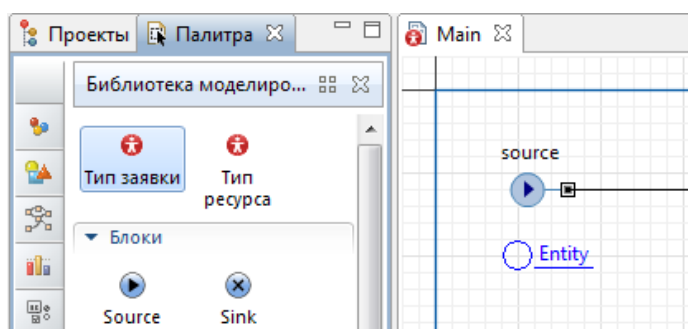 Проекты Палитра Main
Библиотека моделиро...
Тип заявки Тип ресурса
Блоки
Source Sink
source
Entity